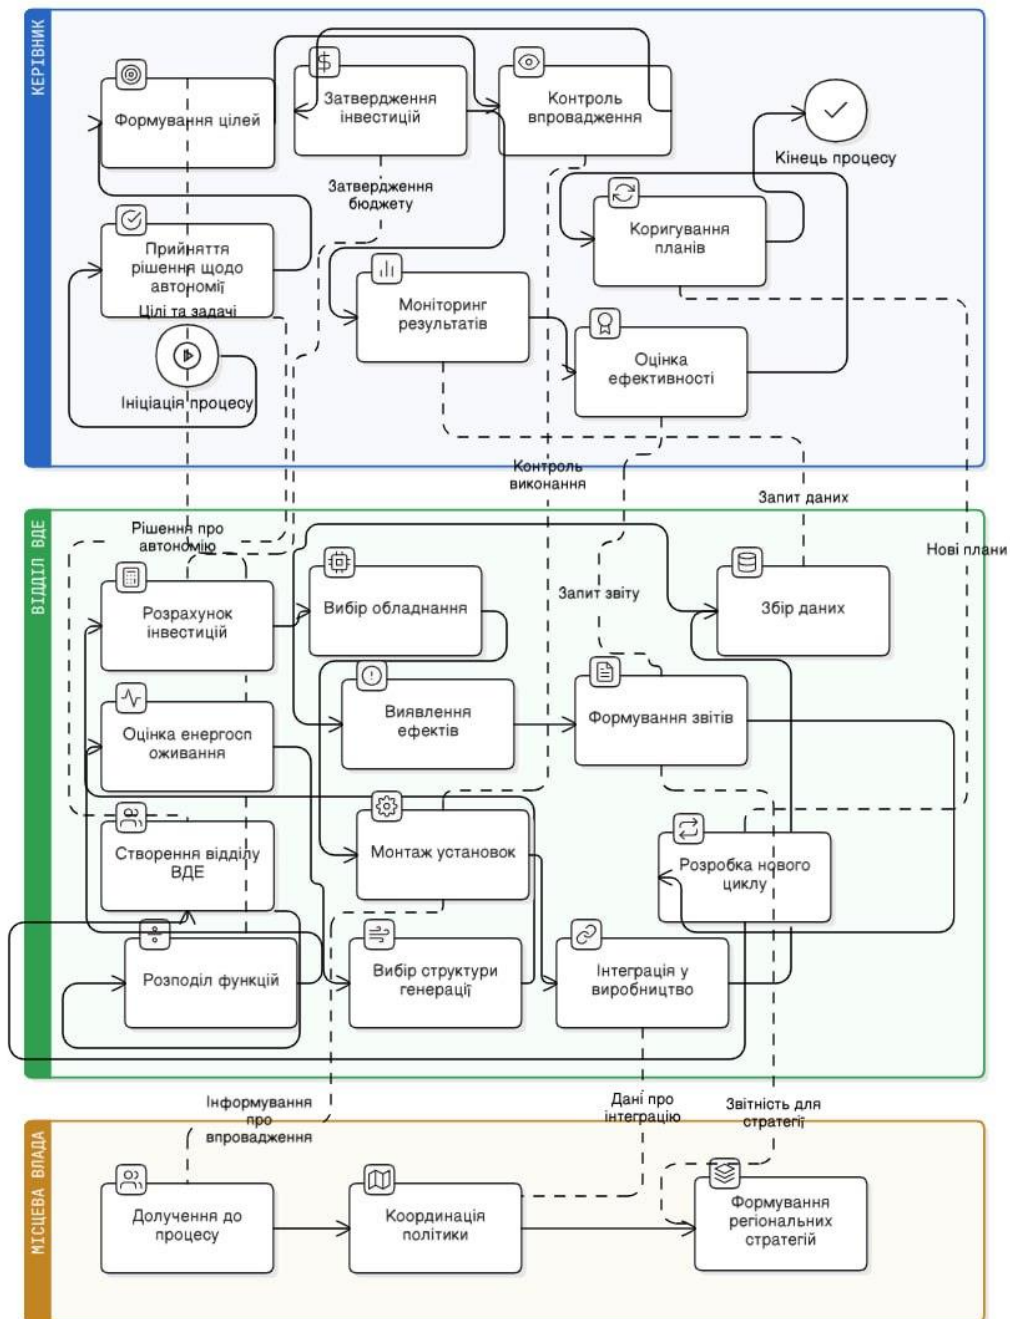 КЕРІВНИК
Формування цілей
Затвердження
інвестицій
Контроль
впровадження
Кінець процесу
Затвердження
бюджету
Прийняття
рішення щодо
автономії
Коригування
планів
Цілі та задачі
Моніторинг
результатів
Оцінка
ефективності
Ініціація процесу
Контроль
виконання
Запит даних
ВІДДІЛ ВДЕ
Рішення про
автономію
Нові плани
Розрахунок
інвестицій
Вибір обладнання
Запит звіту
Збір даних
Виявлення
ефектів
Формування звітів
Оцінка енергосп
оживання
Створення відділу
ВДЕ
Монтаж установок
Розробка нового
циклу
Розподіл функцій
Вибір структури
генерації
Інтеграція у
виробництво
Інформування
про
впровадження
Дані про
інтеграцію
Звітність для
стратегії
МІСЦЕВА ВЛАДА
Долучення до
процесу
Координація
політики
Формування
регіональних
стратегій